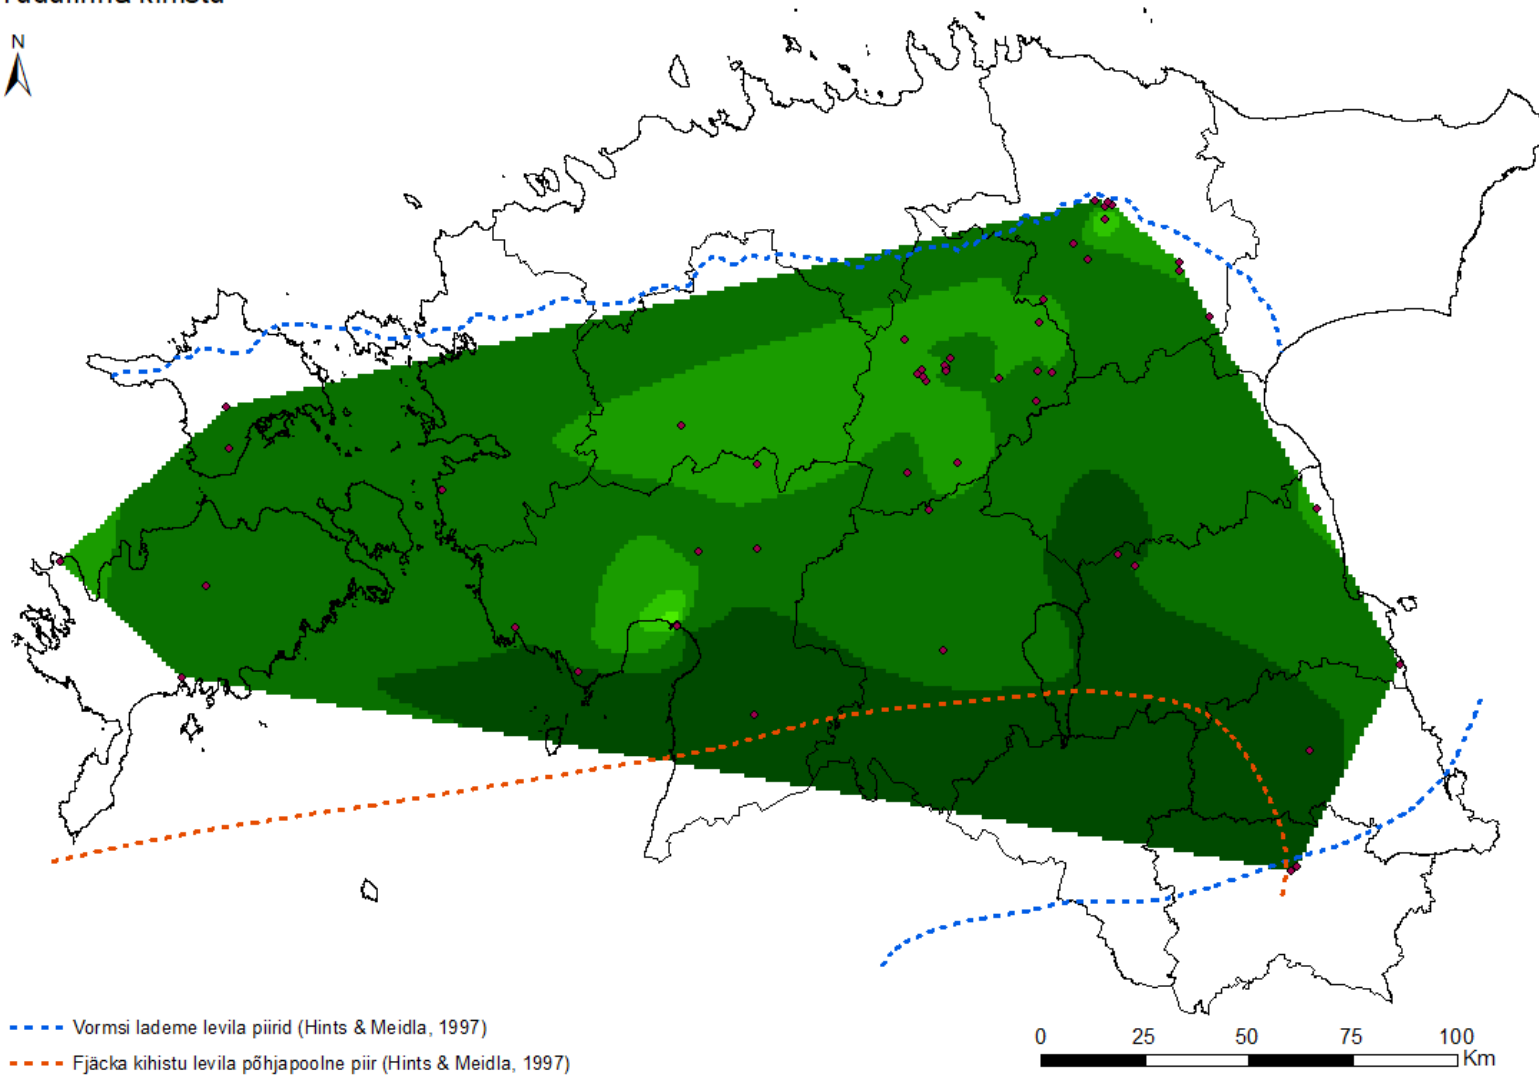 kihistu
N
Vormsi lademe levila piirid (Hints & Meidla, 1997)
Fjäcka kihistu levila põhjapoolne piir (Hints & Meidla, 1997)
0 25 50 75 100
Km